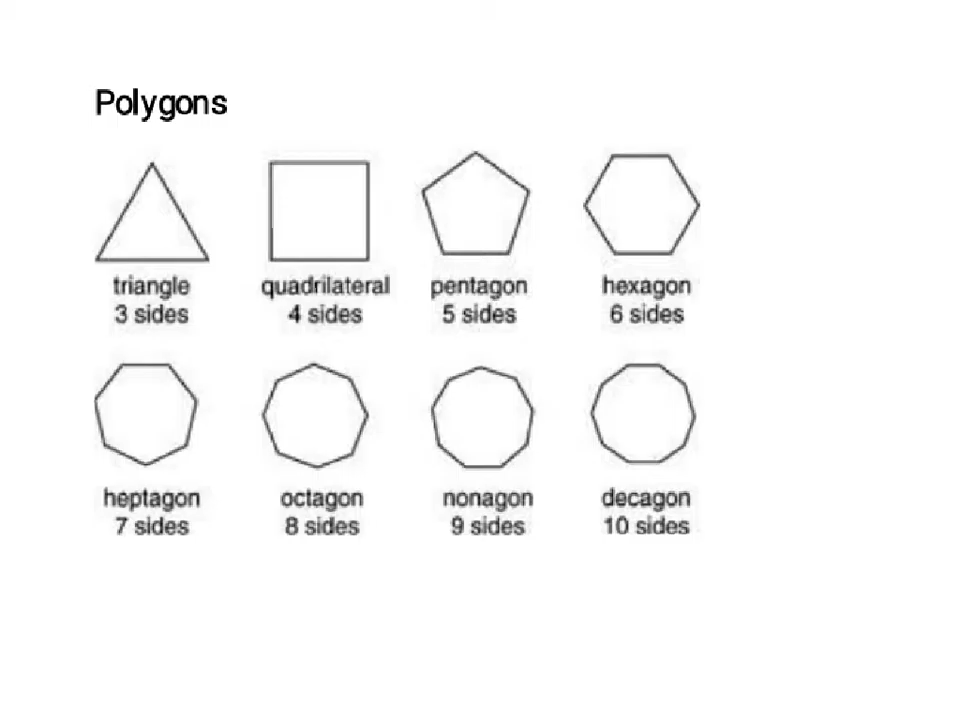 Polygons
triangle
3 sides
quadrilateral
4 sides
pentagon
5 sides
hexagon
6 sides
heptagon
7 sides
octagon
8 sides
nonagon
9 sides
decagon
10 sides